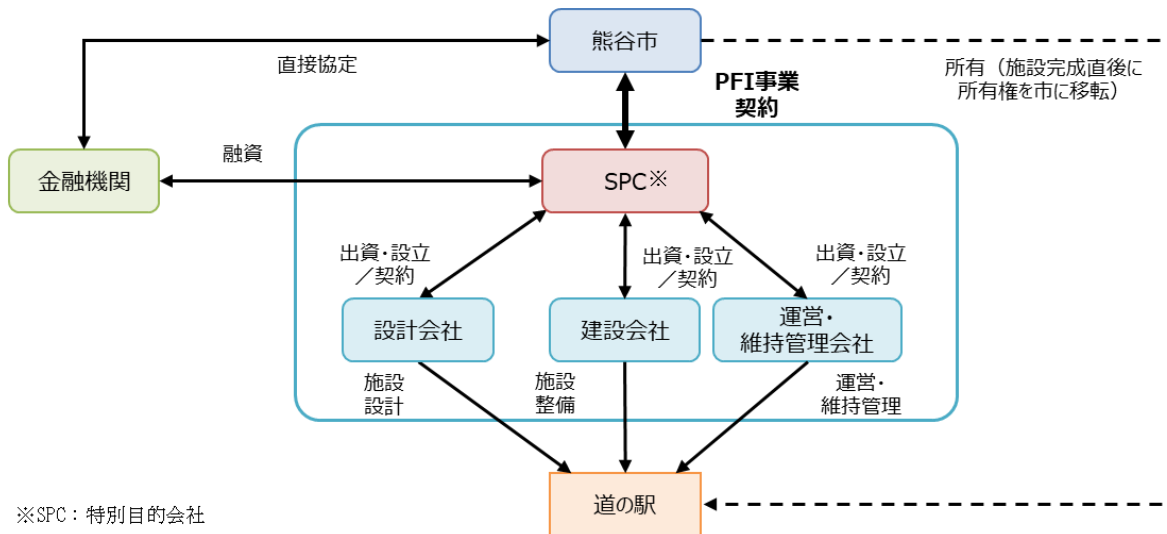 熊谷市
直接協定
所有（施設完成直後に
所有権を市に移転）
PFI事業
契約
金融機関
融資
SPC※
出資・設立
／契約
出資・設立
／契約
出資・設立
／契約
設計会社
建設会社
運営・
維持管理会社
施設
設計
施設
整備
運営・
維持管理
道の駅
※SPC：特別目的会社